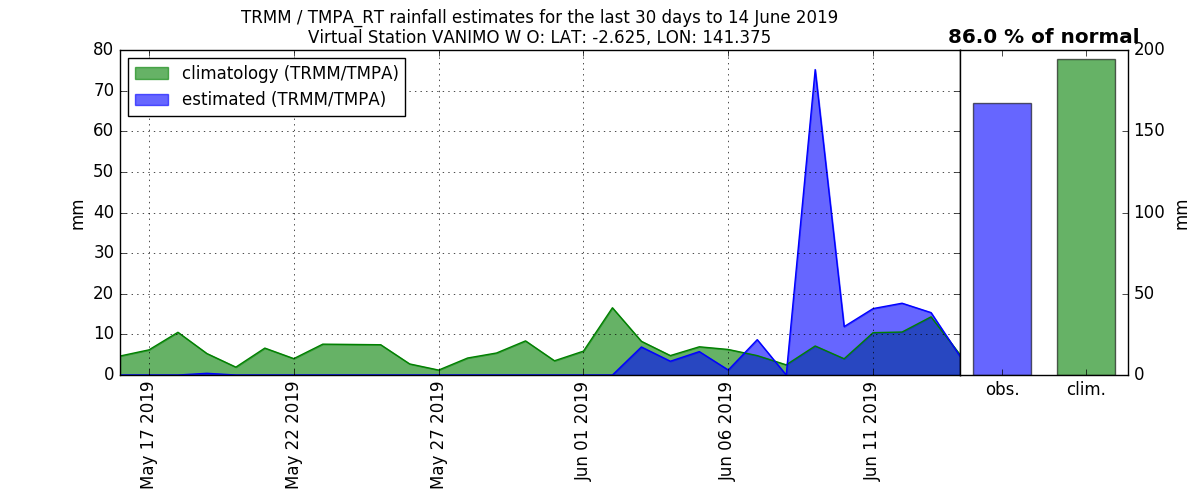 TRMM / TMPA_RT rainfall estimates for the last 30 days to 14 June 2019
Virtual Station VANIMO W O: LAT: -2.625, LON: 141.375
86.0 % of normal
climatology (TRMM/TMPA)
estimated (TRMM/TMPA)
mm
80
70
60
50
40
30
20
10
0
May 17 2019
May 22 2019
May 27 2019
Jun 01 2019
Jun 06 2019
Jun 11 2019
obs.
clim.
200
150
100
50
0
mm